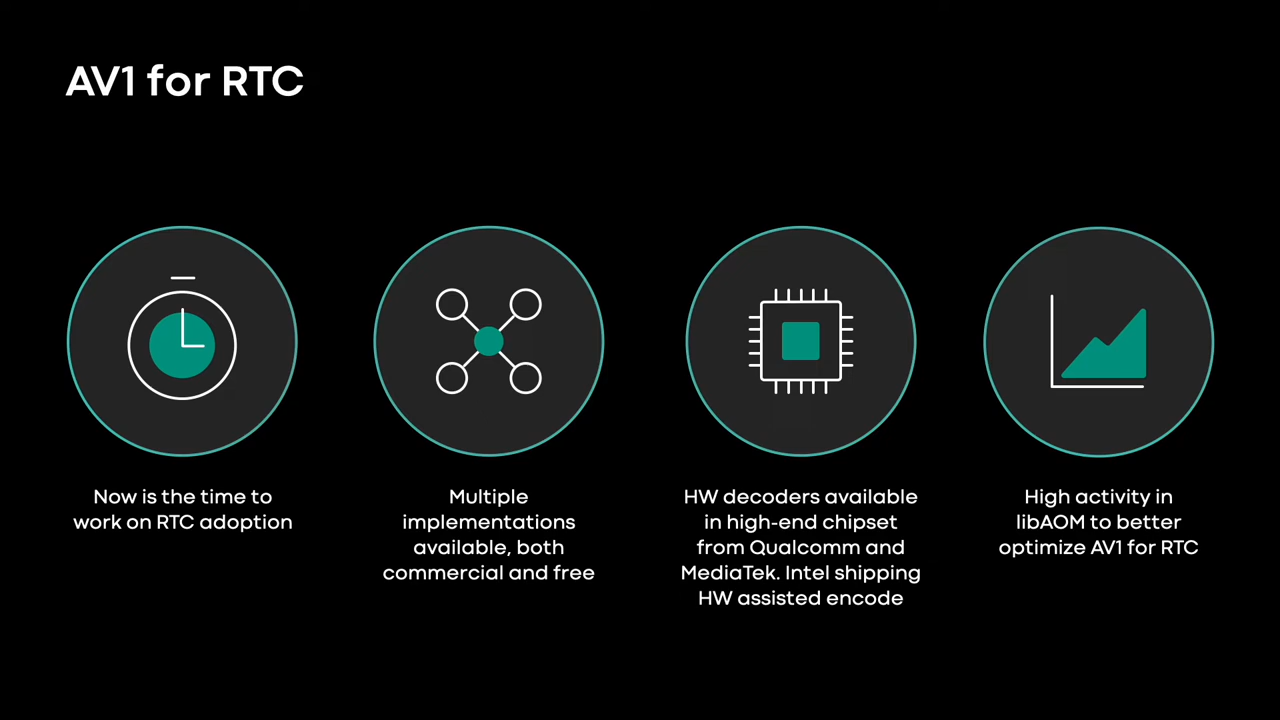 AV1 for RTC
Now is the time to
work on RTC adoption
Multiple
implementations
available, both
commercial and free
HW decoders available
in high-end chipset
from Qualcomm and
MediaTek. Intel shipping
HW assisted encode
High activity in
libAOM to better
optimize AV1 for RTC